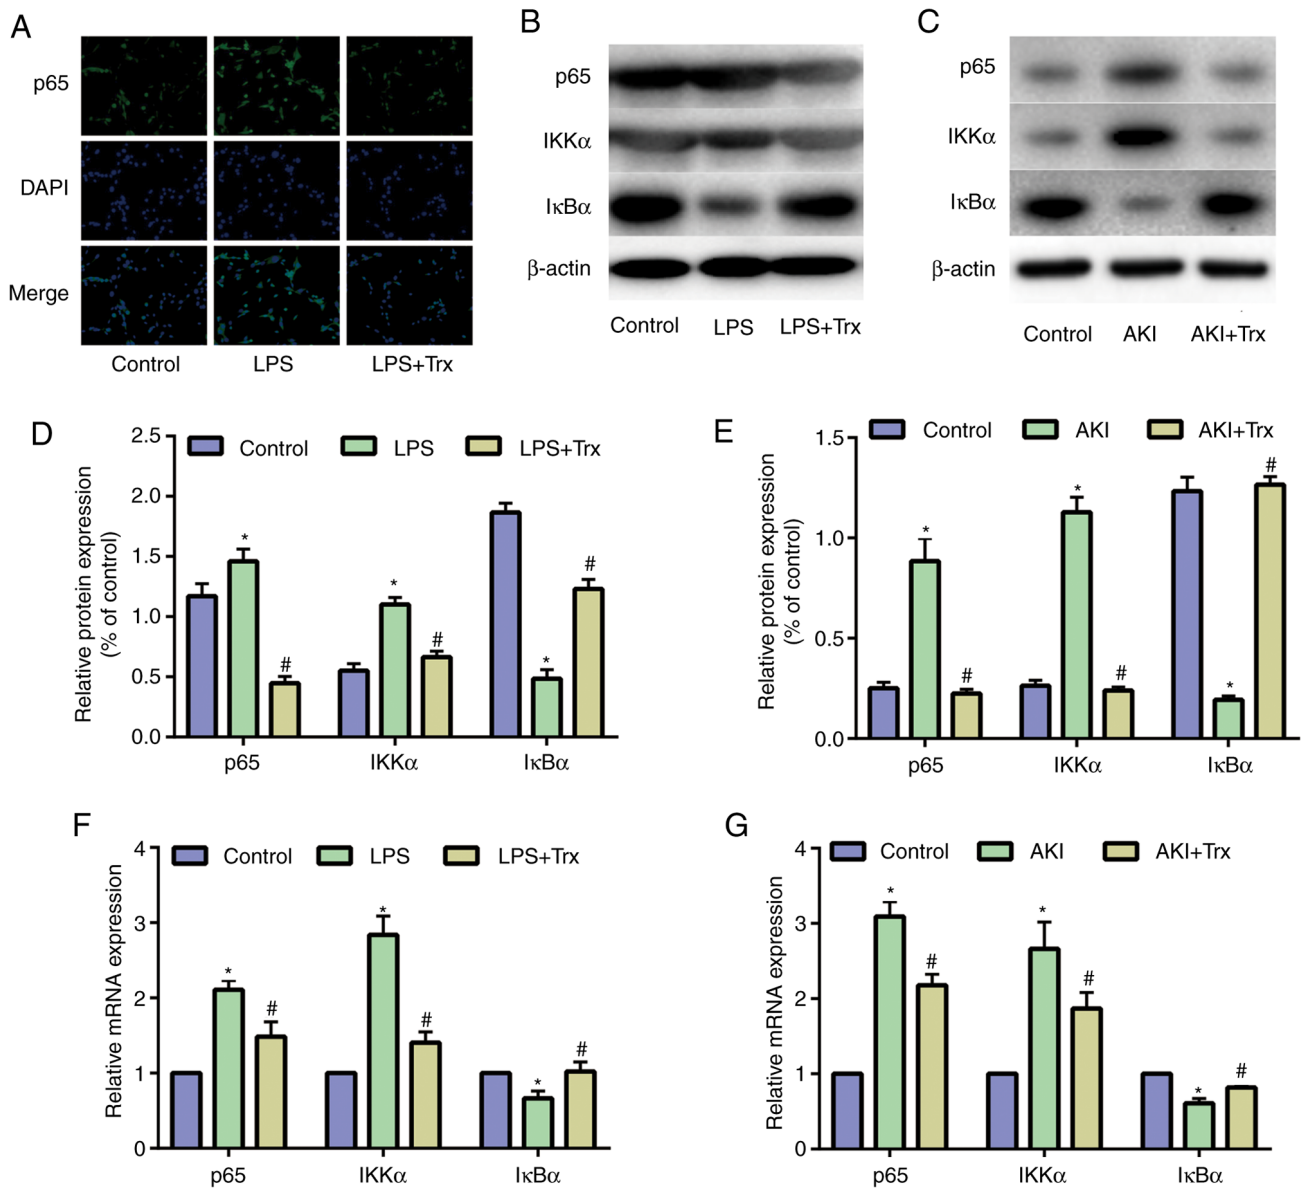 A
p65
DAPI
Merge
Control LPS LPS+Trx
B
p65
IKKα
IκBα
β-actin
Control LPS LPS+Trx
C
p65
IKKα
IκBα
β-actin
Control AKI AKI+Trx
D
Relative protein expression
(% of control)
2.5
2.0
1.5
1.0
0.5
0.0
Control LPS LPS+Trx
* # * # * #
p65 IKKα IκBα
E
Relative protein expression
(% of control)
1.5
1.0
0.5
0.0
Control AKI AKI+Trx
* # * # * #
p65 IKKα IκBα
F
Relative mRNA expression
4
3
2
1
0
Control LPS LPS+Trx
* # * # * #
p65 IKKα IκBα
G
Relative mRNA expression
4
3
2
1
0
Control AKI AKI+Trx
* # * # * #
p65 IKKα IκBα